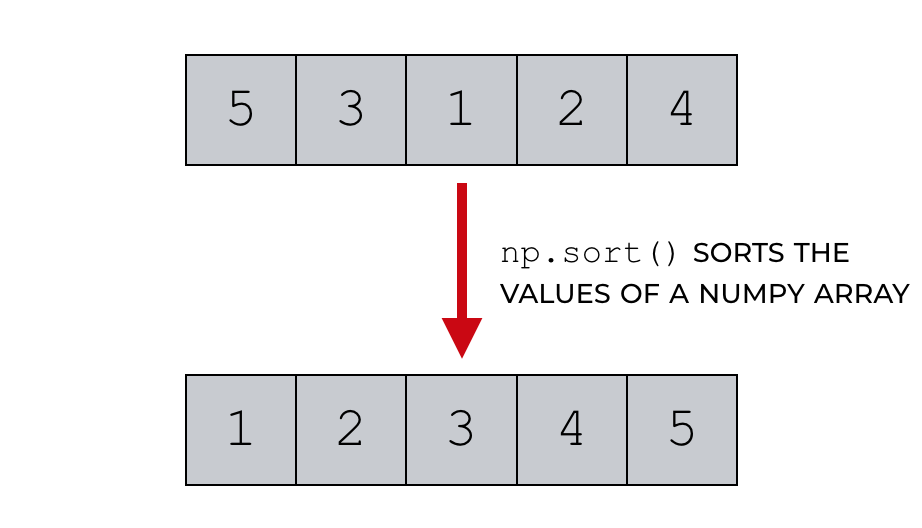 5 3 1 2 4
np.sort() SORTS THE
VALUES OF A NUMPY ARRAY
1 2 3 4 5